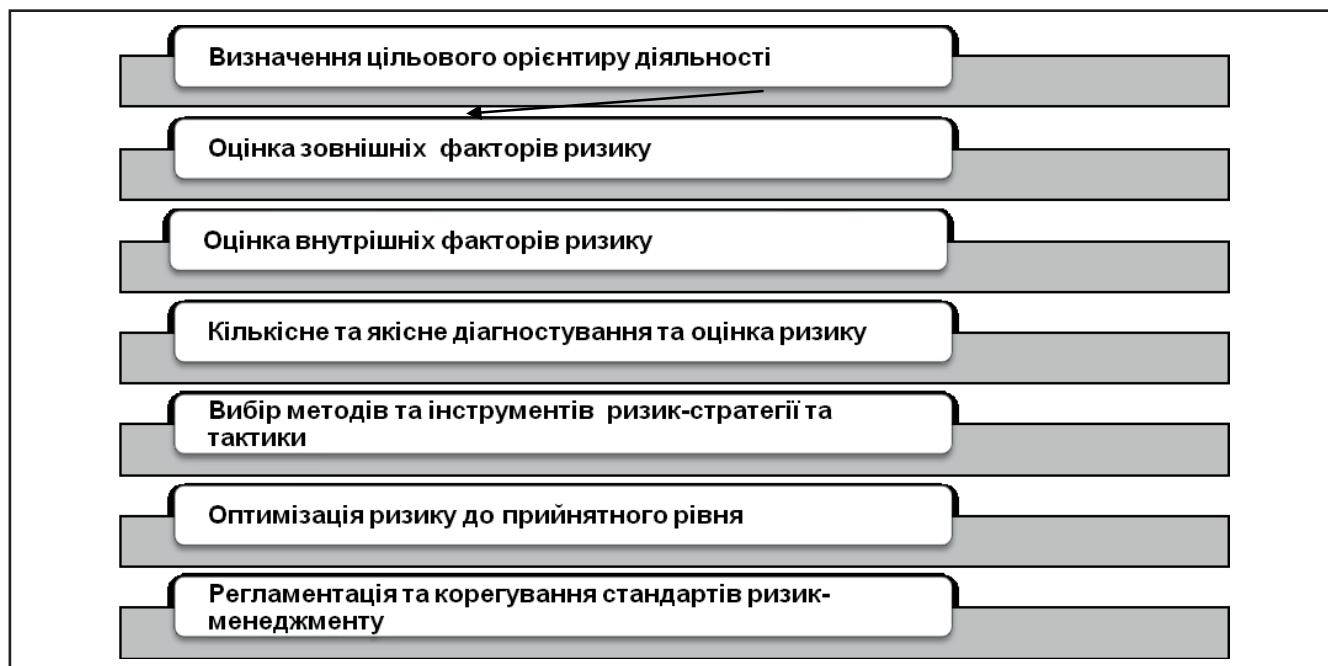 Визначення цільового орієнтиру діяльності
Оцінка зовнішніх факторів ризику
Оцінка внутрішніх факторів ризику
Кількісне та якісне діагностування та оцінка ризику
Вибір методів та інструментів ризик-стратегії та
тактики
Оптимізація ризику до прийнятного рівня
Регламентація та корегування стандартів ризик-
менеджменту